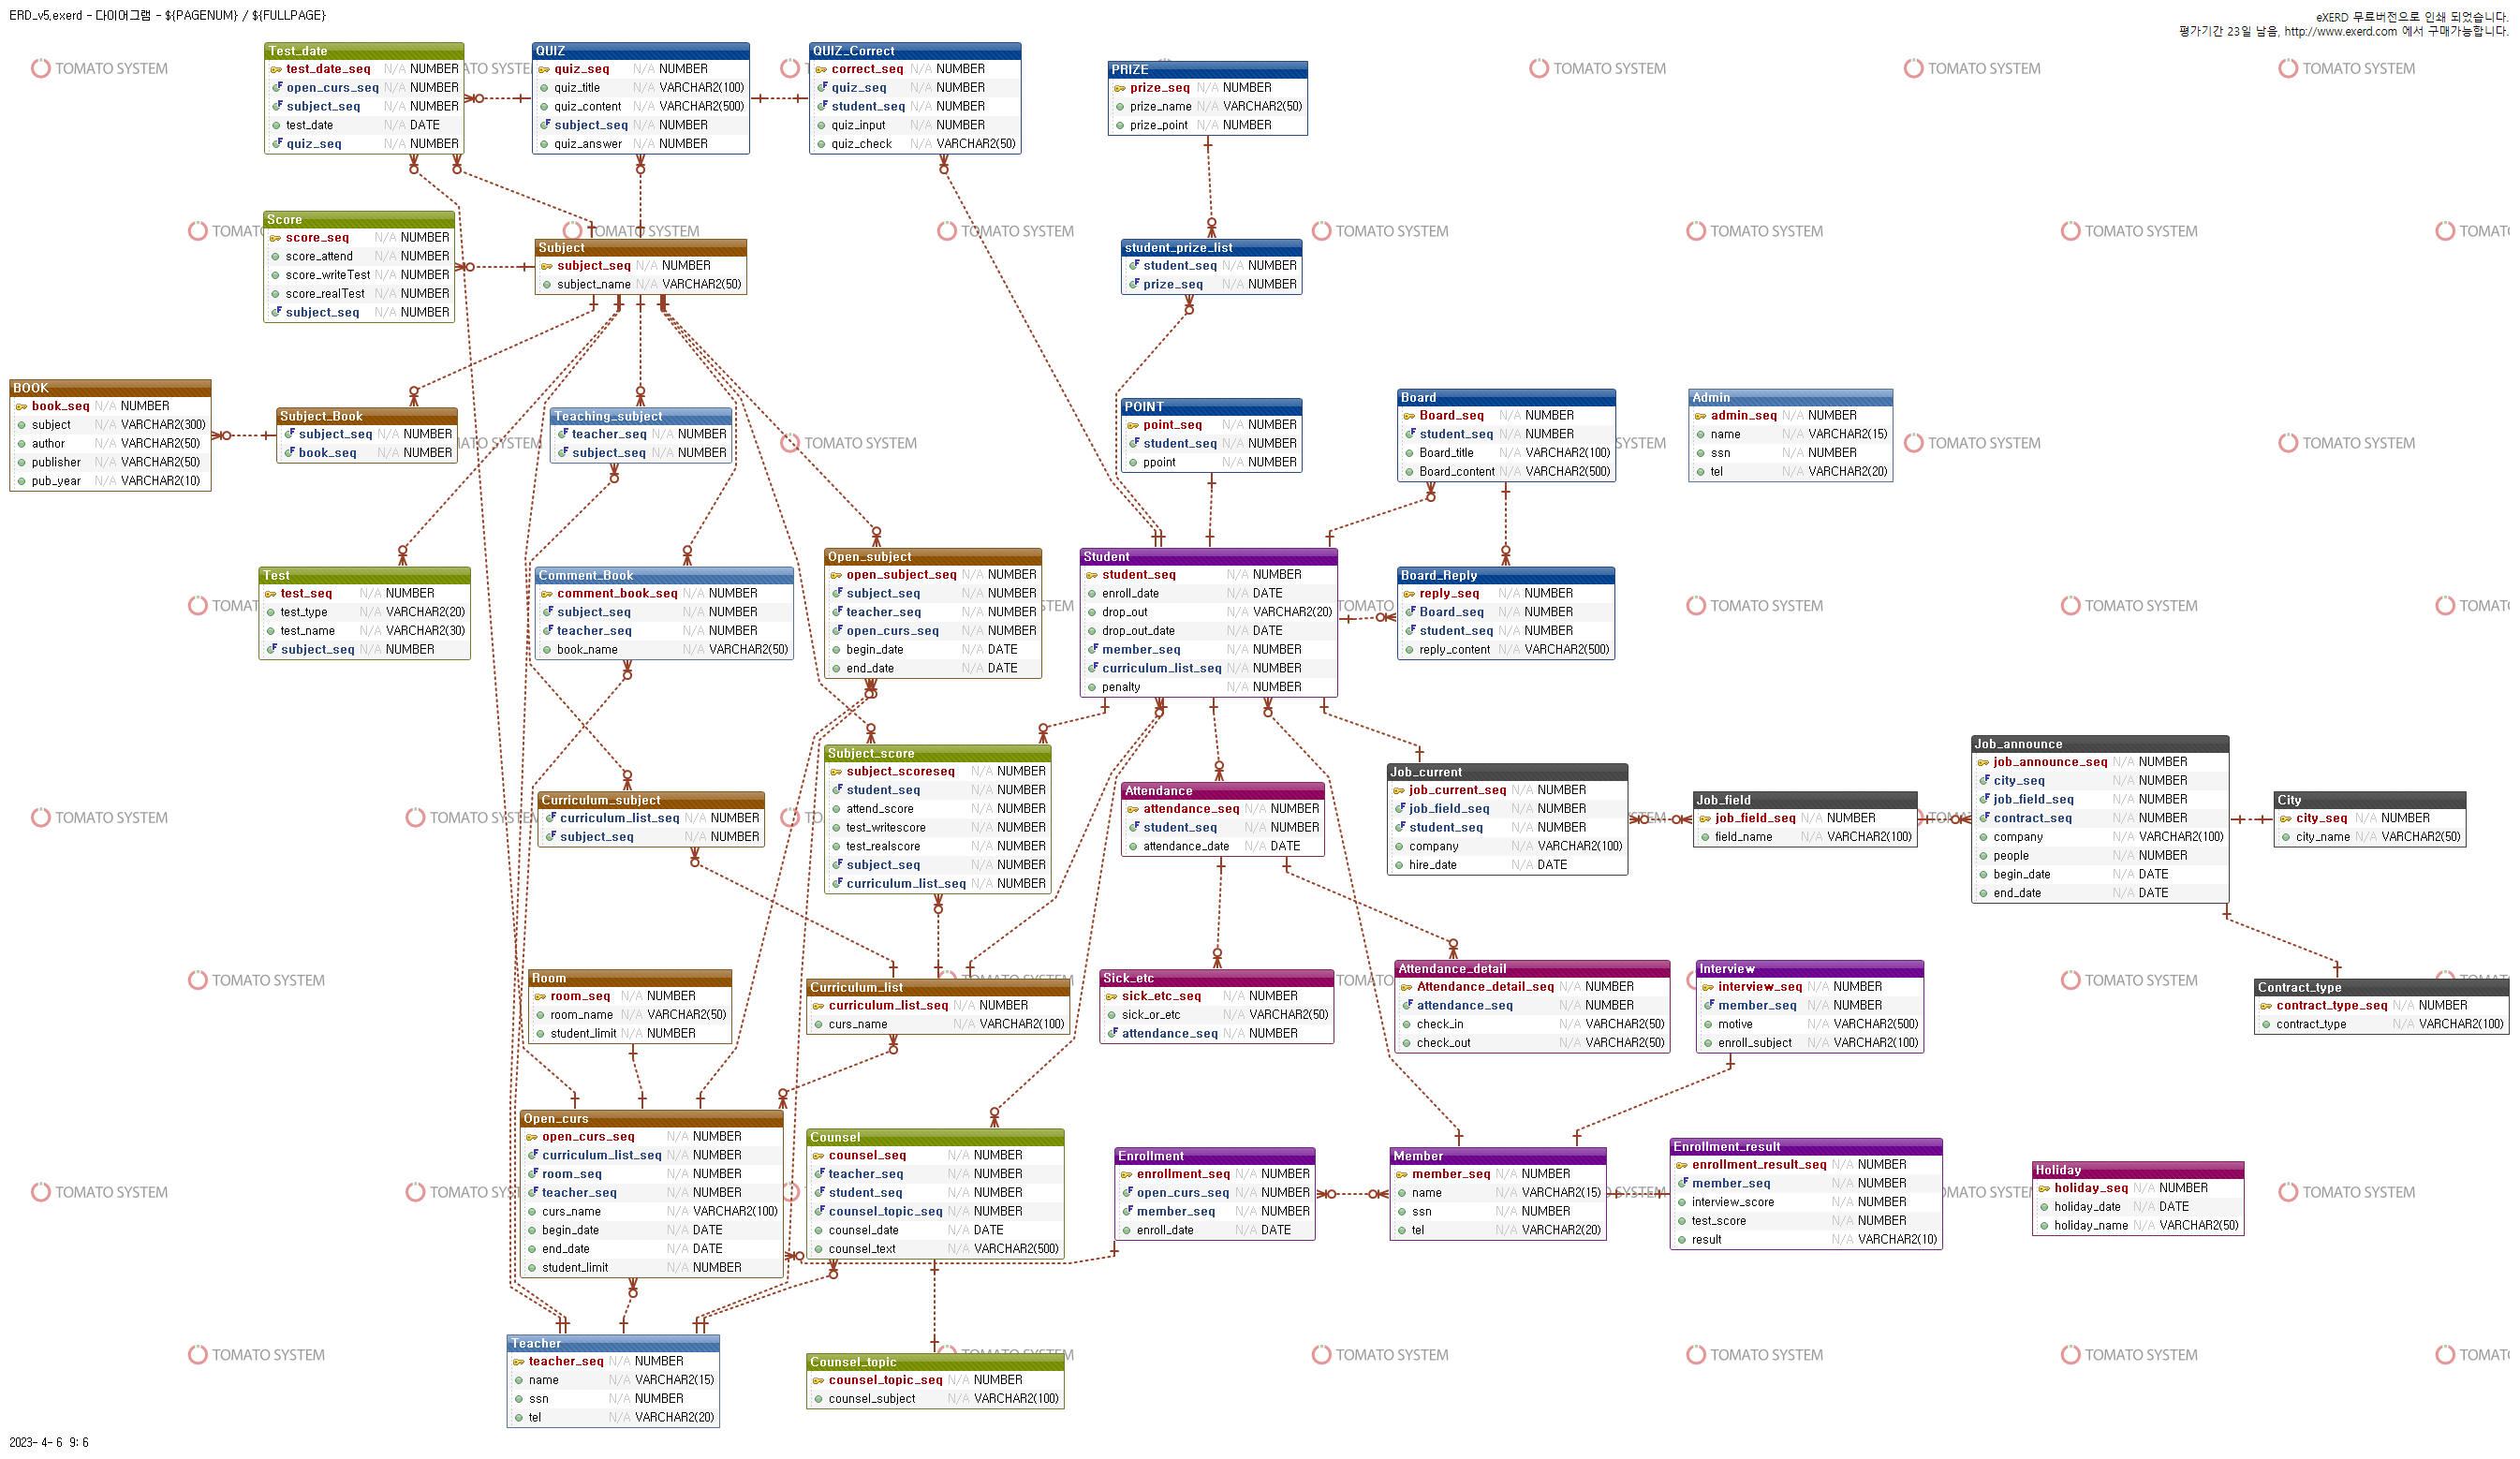 ERD_v5.exerd - 다이어그램 - ${PAGENUM} / ${FULLPAGE}
eXERD 무료버전으로 인쇄 되었습니다.
평가기간 23일 남음, http://www.exerd.com 에서 구매가능합니다.
TOMATO SYSTEM
Test_date
test_date_seq N/A NUMBER
open_curs_seq N/A NUMBER
subject_seq N/A NUMBER
test_date N/A DATE
quiz_seq N/A NUMBER
QUIZ
quiz_seq N/A NUMBER
quiz_title N/A VARCHAR2(100)
quiz_content N/A VARCHAR2(500)
subject_seq N/A NUMBER
quiz_answer N/A NUMBER
QUIZ_Correct
correct_seq N/A NUMBER
quiz_seq N/A NUMBER
student_seq N/A NUMBER
quiz_input N/A NUMBER
quiz_check N/A VARCHAR2(50)
PRIZE
prize_seq N/A NUMBER
prize_name N/A VARCHAR2(50)
prize_point N/A NUMBER
Score
score_seq N/A NUMBER
score_attend N/A NUMBER
score_writeTest N/A NUMBER
score_realTest N/A NUMBER
subject_seq N/A NUMBER
Subject
subject_seq N/A NUMBER
subject_name N/A VARCHAR2(50)
student_prize_list
student_seq N/A NUMBER
prize_seq N/A NUMBER
BOOK
book_seq N/A NUMBER
subject N/A VARCHAR2(300)
author N/A VARCHAR2(50)
publisher N/A VARCHAR2(50)
pub_year N/A VARCHAR2(10)
Subject_Book
subject_seq N/A NUMBER
book_seq N/A NUMBER
Teaching_subject
teacher_seq N/A NUMBER
subject_seq N/A NUMBER
POINT
point_seq N/A NUMBER
student_seq N/A NUMBER
ppoint N/A NUMBER
Board
Board_seq N/A NUMBER
student_seq N/A NUMBER
Board_title N/A VARCHAR2(100)
Board_content N/A VARCHAR2(500)
Admin
admin_seq N/A NUMBER
name N/A VARCHAR2(15)
ssn N/A NUMBER
tel N/A VARCHAR2(20)
Test
test_seq N/A NUMBER
test_type N/A VARCHAR2(20)
test_name N/A VARCHAR2(30)
subject_seq N/A NUMBER
Comment_Book
comment_book_seq N/A NUMBER
subject_seq N/A NUMBER
teacher_seq N/A NUMBER
book_name N/A VARCHAR2(50)
Open_subject
open_subject_seq N/A NUMBER
subject_seq N/A NUMBER
teacher_seq N/A NUMBER
open_curs_seq N/A NUMBER
begin_date N/A DATE
end_date N/A DATE
Student
student_seq N/A NUMBER
enroll_date N/A DATE
drop_out N/A VARCHAR2(20)
drop_out_date N/A DATE
member_seq N/A NUMBER
curriculum_list_seq N/A NUMBER
penalty N/A NUMBER
Board_Reply
reply_seq N/A NUMBER
Board_seq N/A NUMBER
student_seq N/A NUMBER
reply_content N/A VARCHAR2(500)
Curriculum_subject
curriculum_list_seq N/A NUMBER
subject_seq N/A NUMBER
Subject_score
subject_scoreseq N/A NUMBER
student_seq N/A NUMBER
attend_score N/A NUMBER
test_writescore N/A NUMBER
test_realscore N/A NUMBER
subject_seq N/A NUMBER
curriculum_list_seq N/A NUMBER
Attendance
attendance_seq N/A NUMBER
student_seq N/A NUMBER
attendance_date N/A DATE
Job_current
job_current_seq N/A NUMBER
job_field_seq N/A NUMBER
student_seq N/A NUMBER
company N/A VARCHAR2(100)
hire_date N/A DATE
Job_field
job_field_seq N/A NUMBER
field_name N/A VARCHAR2(100)
Job_announce
job_announce_seq N/A NUMBER
city_seq N/A NUMBER
job_field_seq N/A NUMBER
contract_seq N/A NUMBER
company N/A VARCHAR2(100)
people N/A NUMBER
begin_date N/A DATE
end_date N/A DATE
City
city_seq N/A NUMBER
city_name N/A VARCHAR2(50)
Room
room_seq N/A NUMBER
room_name N/A VARCHAR2(50)
student_limit N/A NUMBER
Curriculum_list
curriculum_list_seq N/A NUMBER
curs_name N/A VARCHAR2(100)
Sick_etc
sick_etc_seq N/A NUMBER
sick_or_etc N/A VARCHAR2(50)
attendance_seq N/A NUMBER
Attendance_detail
Attendance_detail_seq N/A NUMBER
attendance_seq N/A NUMBER
check_in N/A VARCHAR2(50)
check_out N/A VARCHAR2(50)
Interview
interview_seq N/A NUMBER
member_seq N/A NUMBER
motive N/A VARCHAR2(500)
enroll_subject N/A VARCHAR2(100)
Contract_type
contract_type_seq N/A NUMBER
contract_type N/A VARCHAR2(100)
Open_curs
open_curs_seq N/A NUMBER
curriculum_list_seq N/A NUMBER
room_seq N/A NUMBER
teacher_seq N/A NUMBER
curs_name N/A VARCHAR2(100)
begin_date N/A DATE
end_date N/A DATE
student_limit N/A NUMBER
Counsel
counsel_seq N/A NUMBER
teacher_seq N/A NUMBER
student_seq N/A NUMBER
counsel_topic_seq N/A NUMBER
counsel_date N/A DATE
counsel_text N/A VARCHAR2(500)
Enrollment
enrollment_seq N/A NUMBER
open_curs_seq N/A NUMBER
member_seq N/A NUMBER
enroll_date N/A DATE
Member
member_seq N/A NUMBER
name N/A VARCHAR2(15)
ssn N/A NUMBER
tel N/A VARCHAR2(20)
Enrollment_result
enrollment_result_seq N/A NUMBER
member_seq N/A NUMBER
interview_score N/A NUMBER
test_score N/A NUMBER
result N/A VARCHAR2(10)
Holiday
holiday_seq N/A NUMBER
holiday_date N/A DATE
holiday_name N/A VARCHAR2(50)
Teacher
teacher_seq N/A NUMBER
name N/A VARCHAR2(15)
ssn N/A NUMBER
tel N/A VARCHAR2(20)
Counsel_topic
counsel_topic_seq N/A NUMBER
counsel_subject N/A VARCHAR2(100)
2023- 4- 6 9: 6